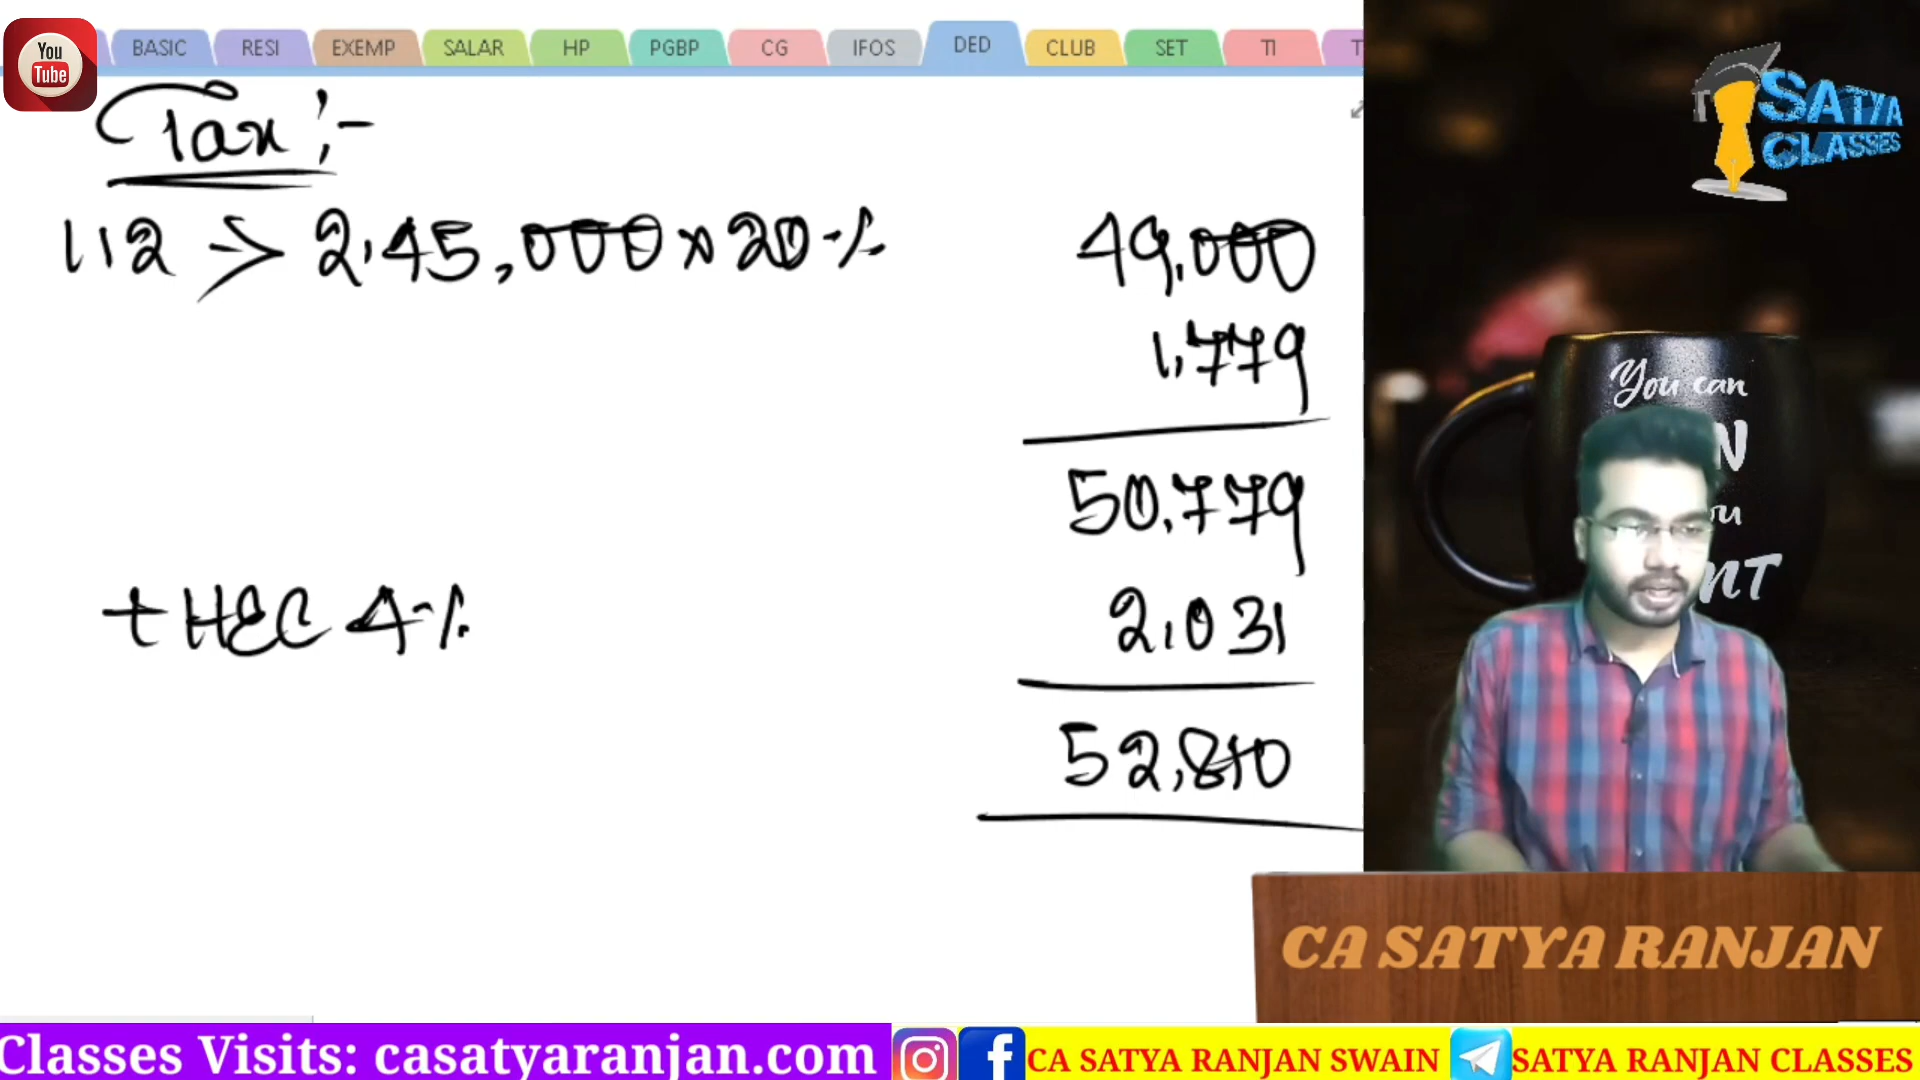 You
Tube
BASIC RESI EXEMP SALAR HP PGBP CG IFOS DED CLUB SET TI T
Tax :-
112 → 2,45,000 × 20% 49,000
1,779
50,779
+ HEC 4% 2,031
52,810
SATYA
CLASSES
You can
N
ou
NT
CA SATYA RANJAN
Classes Visits: casatyaranjan.com CA SATYA RANJAN SWAIN SATYA RANJAN CLASSES